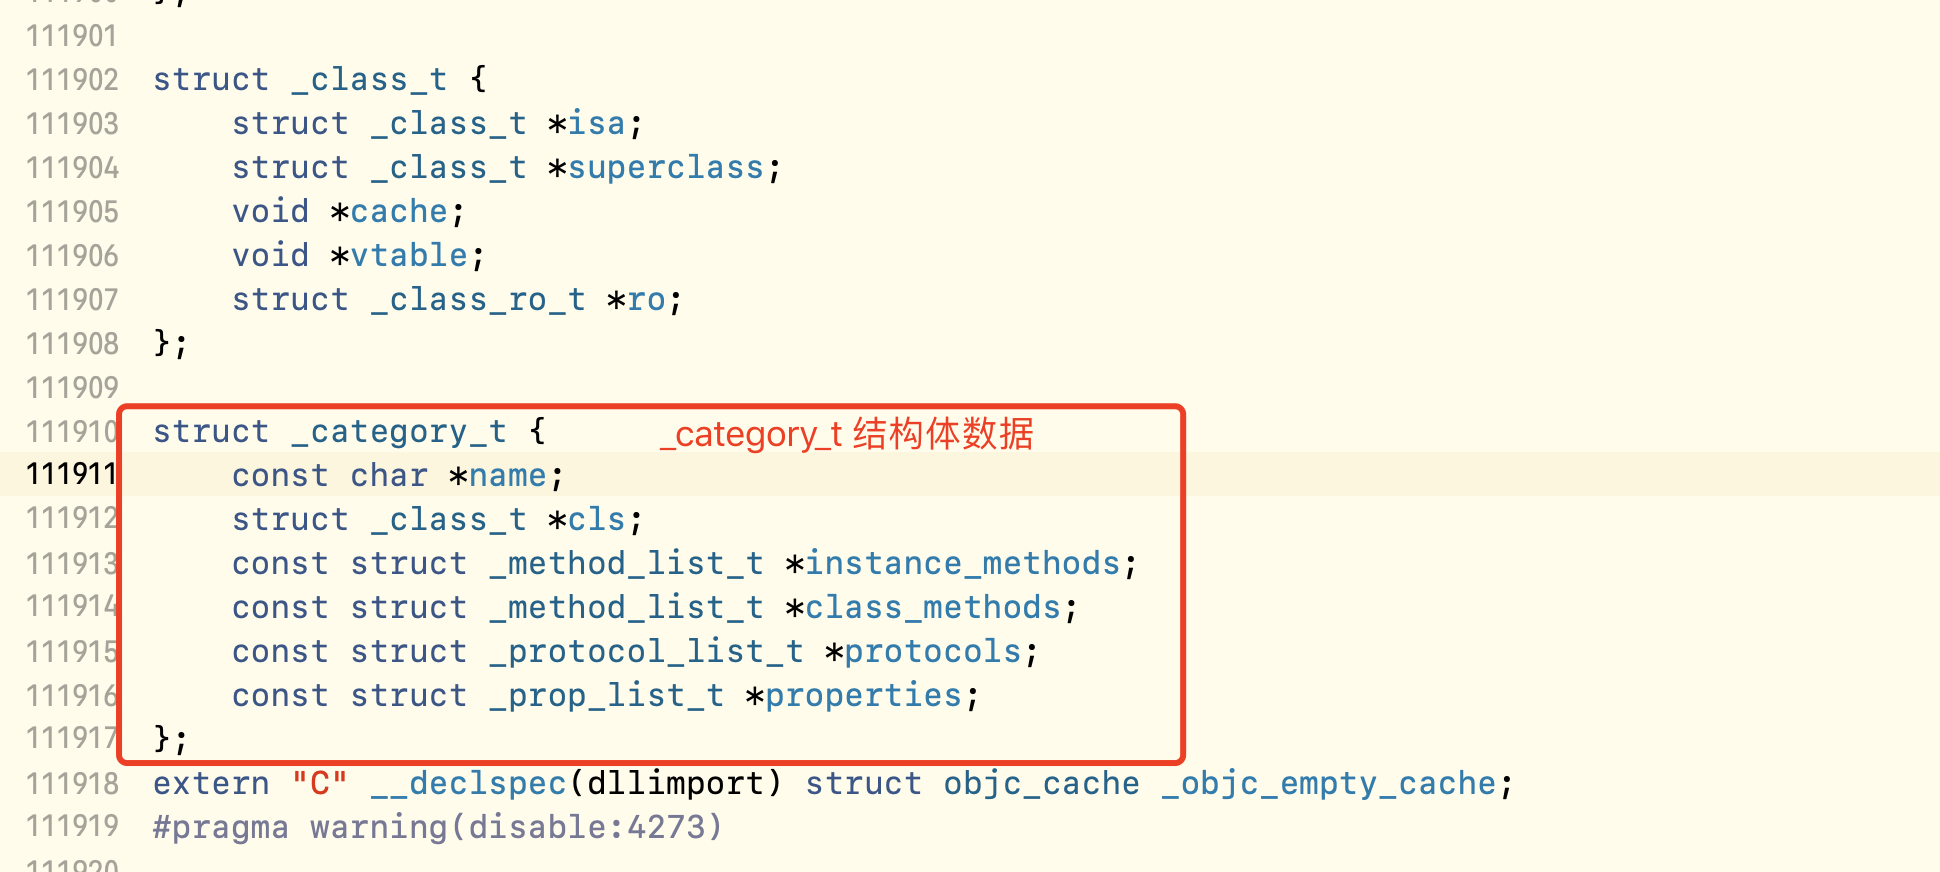 };
111901
111902 struct _class_t {
111903 struct _class_t *isa;
111904 struct _class_t *superclass;
111905 void *cache;
111906 void *vtable;
111907 struct _class_ro_t *ro;
111908 };
111909
111910 struct _category_t { _category_t 结构体数据
111911 const char *name;
111912 struct _class_t *cls;
111913 const struct _method_list_t *instance_methods;
111914 const struct _method_list_t *class_methods;
111915 const struct _protocol_list_t *protocols;
111916 const struct _prop_list_t *properties;
111917 };
111918 extern "C" __declspec(dllimport) struct objc_cache _objc_empty_cache;
111919 #pragma warning(disable:4273)
111920